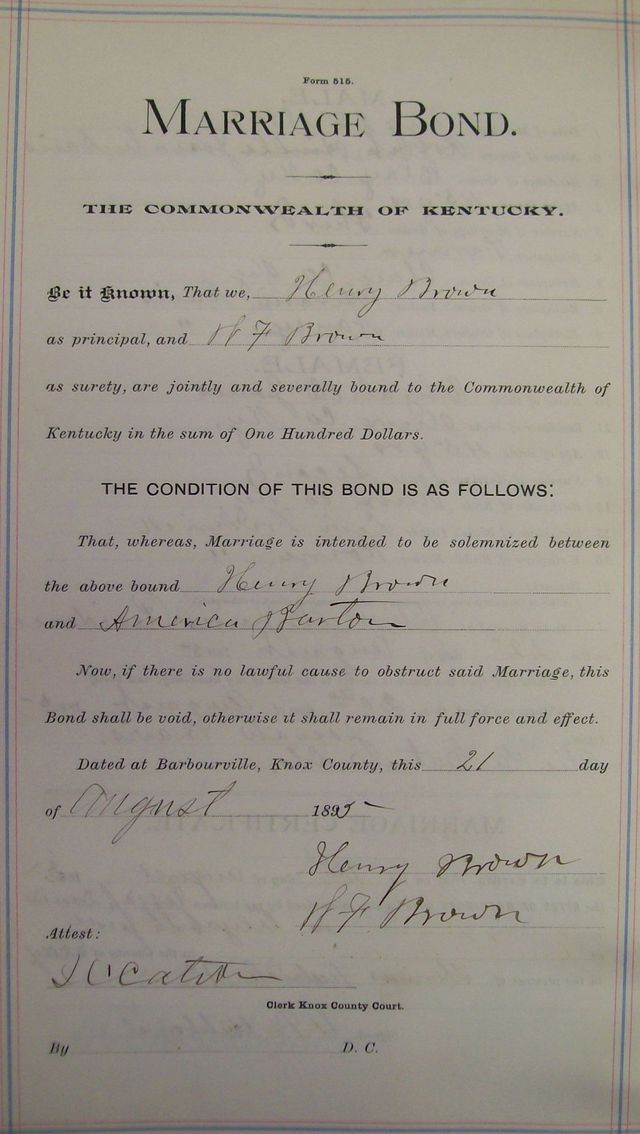 Form 515.
MARRIAGE BOND.
THE COMMONWEALTH OF KENTUCKY.
Be it Known, That we, Henry Brown
as principal, and W F Brown
as surety, are jointly and severally bound to the Commonwealth of
Kentucky in the sum of One Hundred Dollars.
THE CONDITION OF THIS BOND IS AS FOLLOWS:
That, whereas, Marriage is intended to be solemnized between
the above bound Henry Brown
and America Barton
Now, if there is no lawful cause to obstruct said Marriage, this
Bond shall be void, otherwise it shall remain in full force and effect.
Dated at Barbourville, Knox County, this 21 day
of August 1895
Henry Brown
W F Brown
Attest:
Clerk Knox County Court.
By D. C.